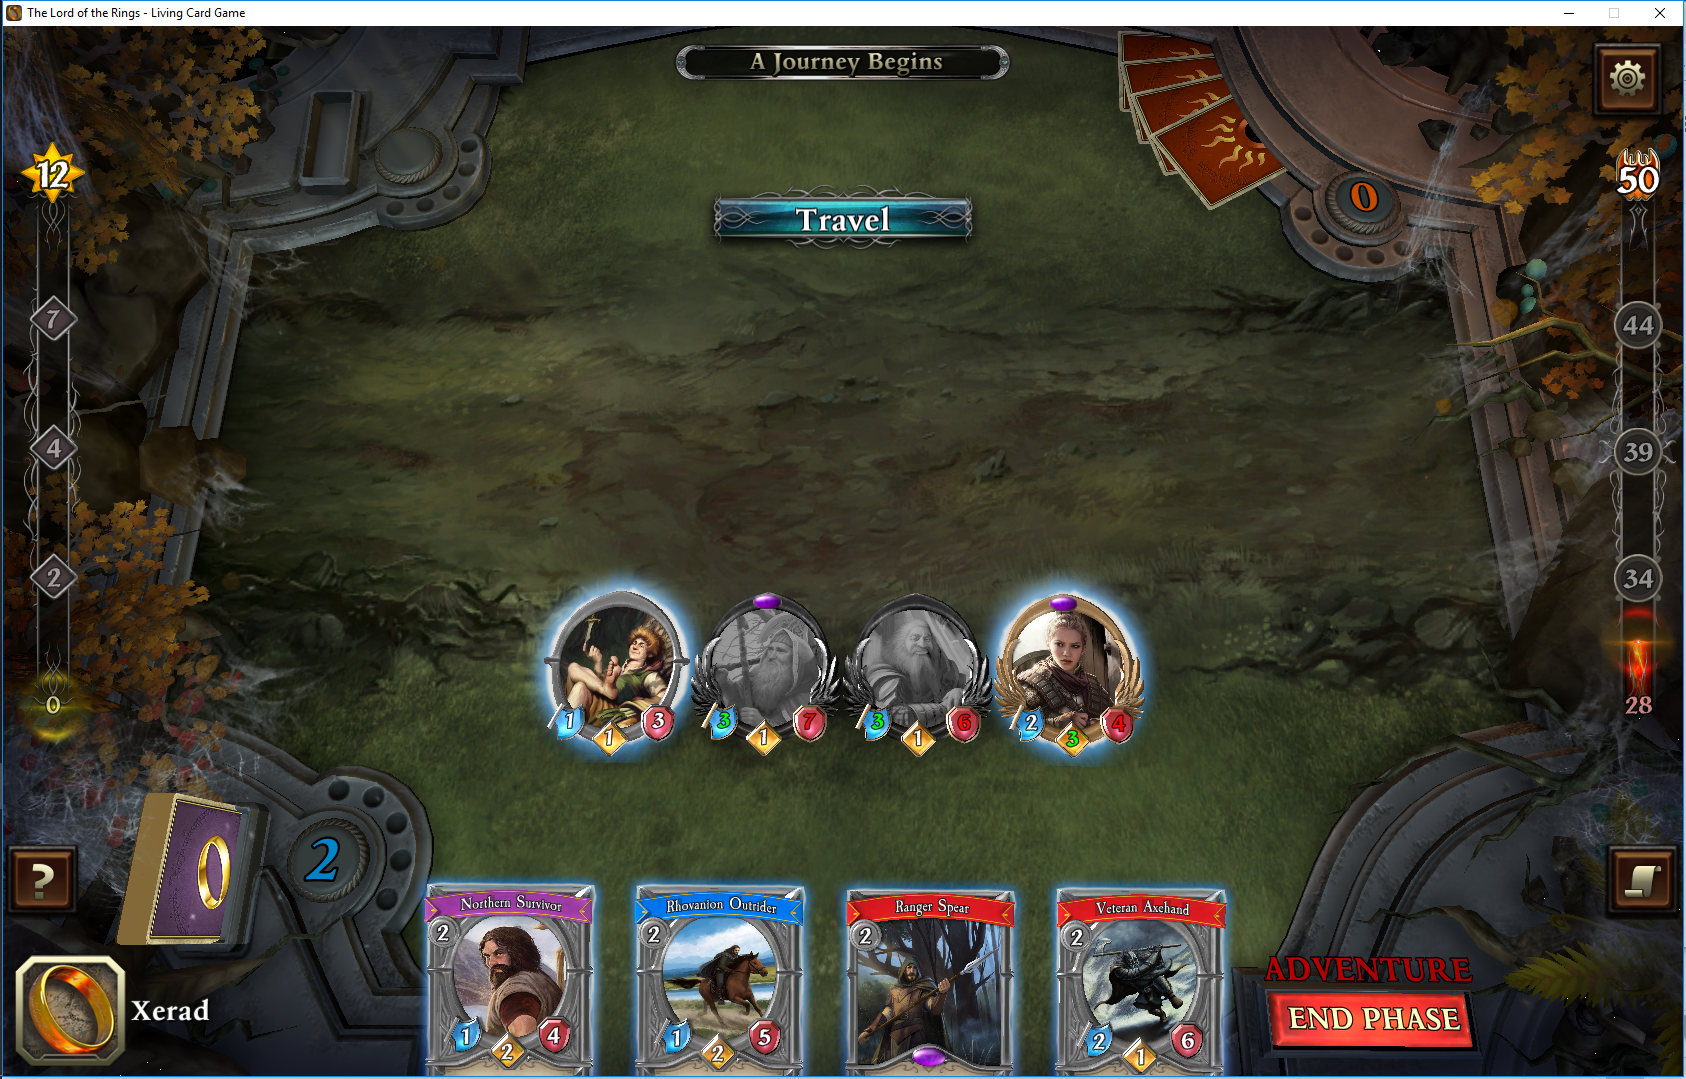 The Lord of the Rings - Living Card Game
A Journey Begins
12
50
0
Travel
7
44
4
39
2
34
0
28
1 1 3
3 1 7
3 1 6
2 3 4
?
2
Northern Survivor
2
1 2 4
Rhovanion Outrider
2
1 2 5
Ranger Spear
2
Veteran Axehand
2
2 1 6
ADVENTURE
END PHASE
Xerad